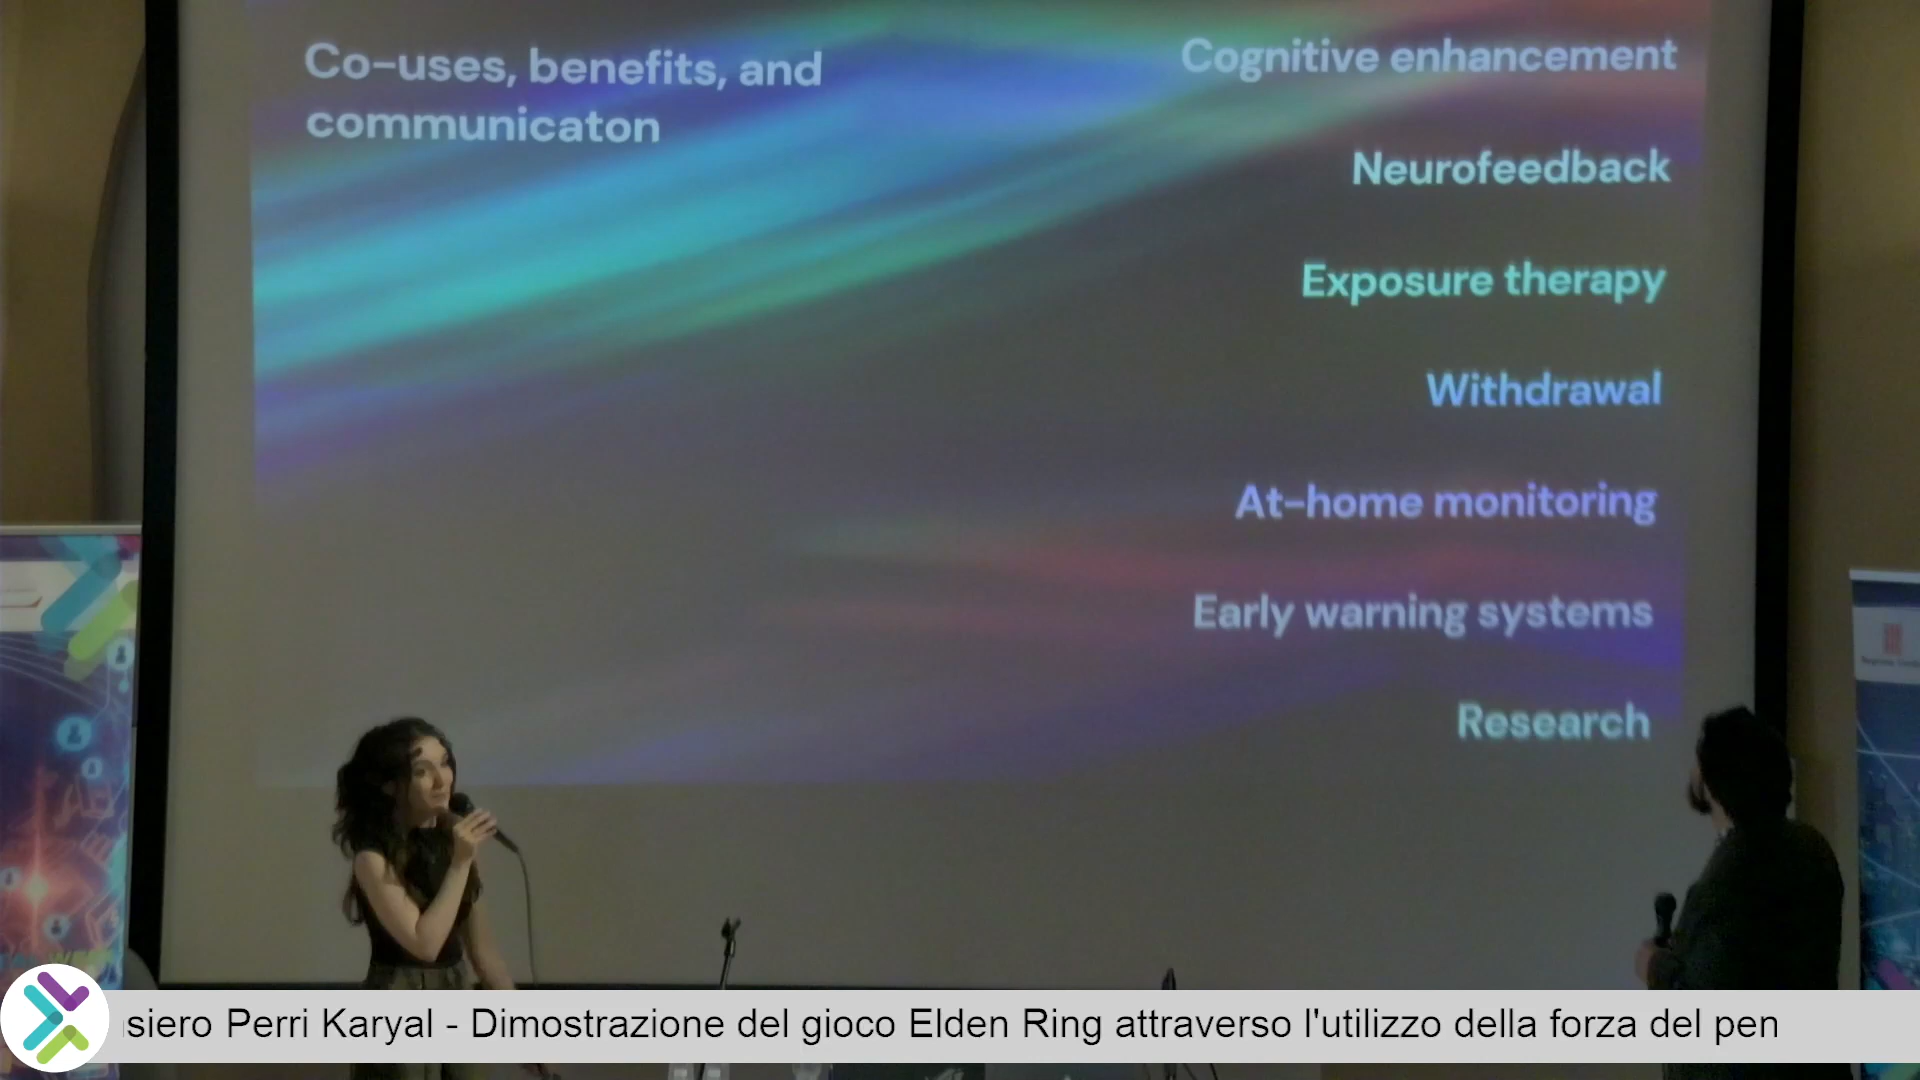 Co-uses, benefits, and
communicaton
Cognitive enhancement
Neurofeedback
Exposure therapy
Withdrawal
At-home monitoring
Early warning systems
Research
siero Perri Karyal - Dimostrazione del gioco Elden Ring attraverso l'utilizzo della forza del pen